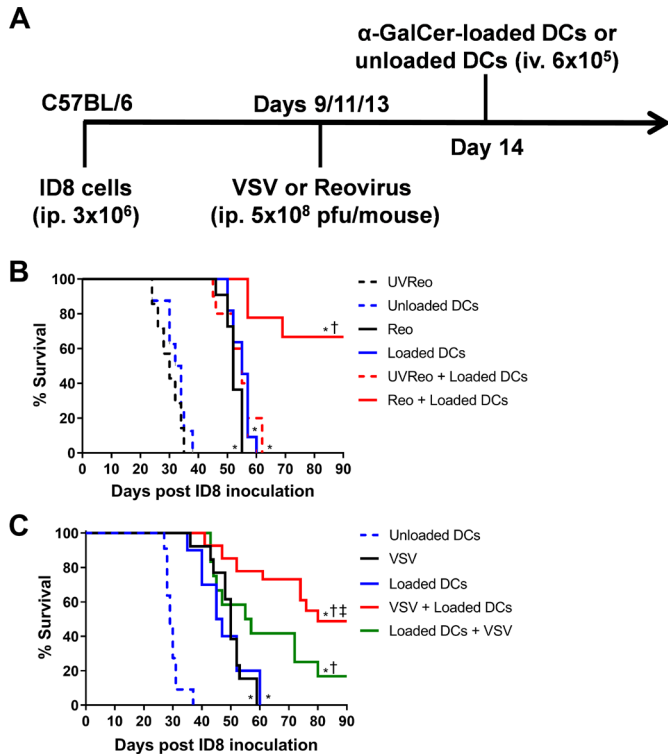 A
α-GalCer-loaded DCs or
unloaded DCs (iv. 6x10⁵)
C57BL/6
Days 9/11/13
Day 14
ID8 cells
(ip. 3x10⁶)
VSV or Reovirus
(ip. 5x10⁸ pfu/mouse)
B
% Survival
100
80
60
40
20
0
0 10 20 30 40 50 60 70 80 90
Days post ID8 inoculation
*†
*
*
*
UVReo
Unloaded DCs
Reo
Loaded DCs
UVReo + Loaded DCs
Reo + Loaded DCs
C
% Survival
100
80
60
40
20
0
0 10 20 30 40 50 60 70 80 90
Days post ID8 inoculation
*†‡
*†
*
*
Unloaded DCs
VSV
Loaded DCs
VSV + Loaded DCs
Loaded DCs + VSV